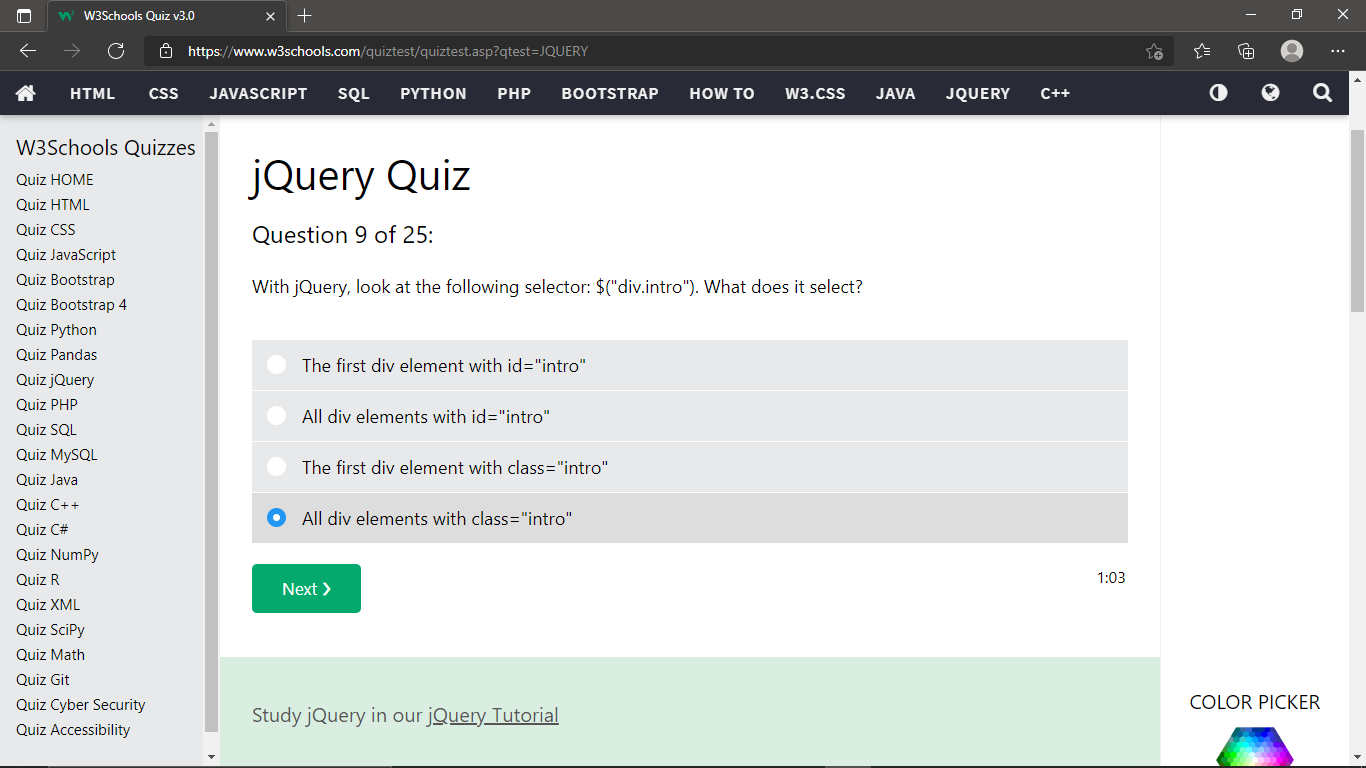 W3Schools Quiz v3.0
https://www.w3schools.com/quiztest/quiztest.asp?qtest=JQUERY
HTML CSS JAVASCRIPT SQL PYTHON PHP BOOTSTRAP HOW TO W3.CSS JAVA JQUERY C++
W3Schools Quizzes
Quiz HOME
Quiz HTML
Quiz CSS
Quiz JavaScript
Quiz Bootstrap
Quiz Bootstrap 4
Quiz Python
Quiz Pandas
Quiz jQuery
Quiz PHP
Quiz SQL
Quiz MySQL
Quiz Java
Quiz C++
Quiz C#
Quiz NumPy
Quiz R
Quiz XML
Quiz SciPy
Quiz Math
Quiz Git
Quiz Cyber Security
Quiz Accessibility
jQuery Quiz
Question 9 of 25:
With jQuery, look at the following selector: $("div.intro"). What does it select?
The first div element with id="intro"
All div elements with id="intro"
The first div element with class="intro"
All div elements with class="intro"
Next ❯
1:03
Study jQuery in our jQuery Tutorial
COLOR PICKER